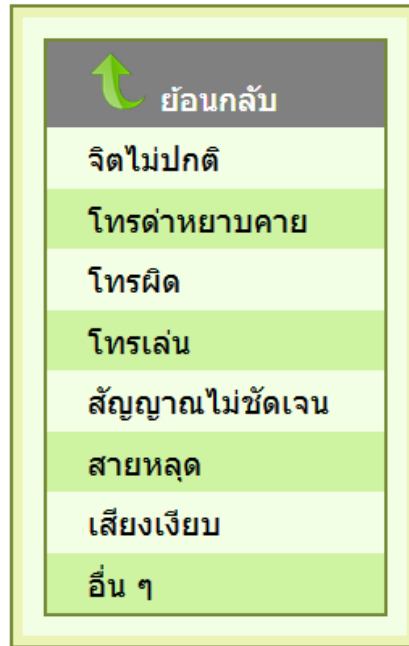 ย้อนกลับ
จิตไม่ปกติ
โทรด่าหยาบคาย
โทรผิด
โทรเล่น
สัญญาณไม่ชัดเจน
สายหลุด
เสียงเงียบ
อื่น ๆ